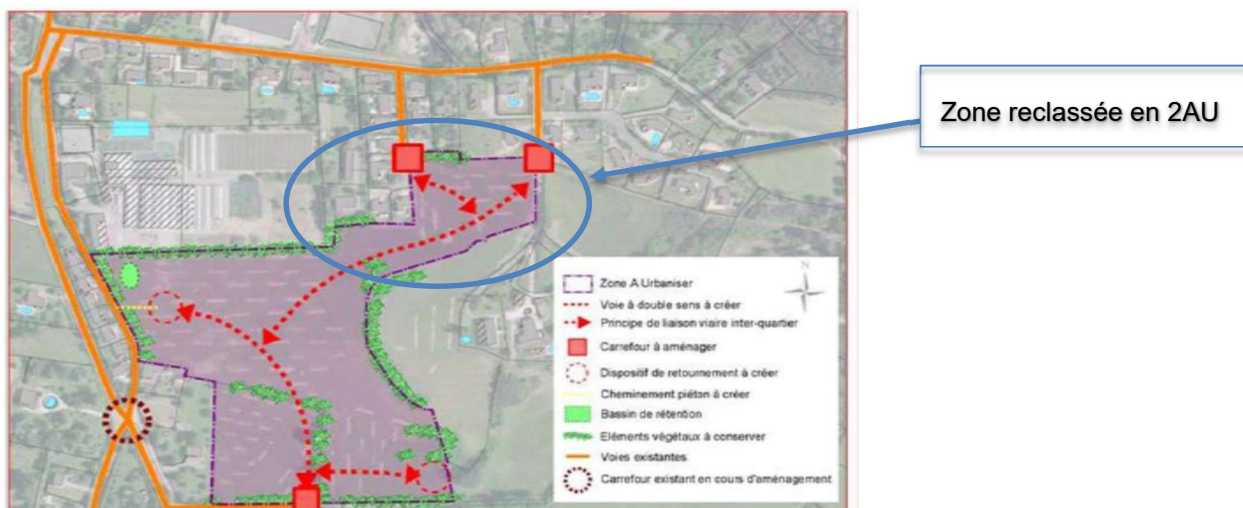 Zone reclassée en 2AU
N
Zone A Urbaniser
Voie à double sens à créer
Principe de liaison viaire inter-quartier
Carrefour à aménager
Dispositif de retournement à créer
Cheminement piéton à créer
Bassin de rétention
Eléments végétaux à conserver
Voies existantes
Carrefour existant en cours d'aménagement